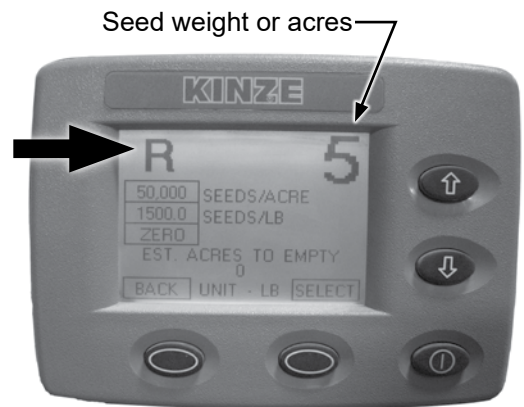 Seed weight or acres
KINZE
R 5
50,000 SEEDS/ACRE
1500.0 SEEDS/LB
ZERO
EST. ACRES TO EMPTY
0
BACK UNIT - LB SELECT